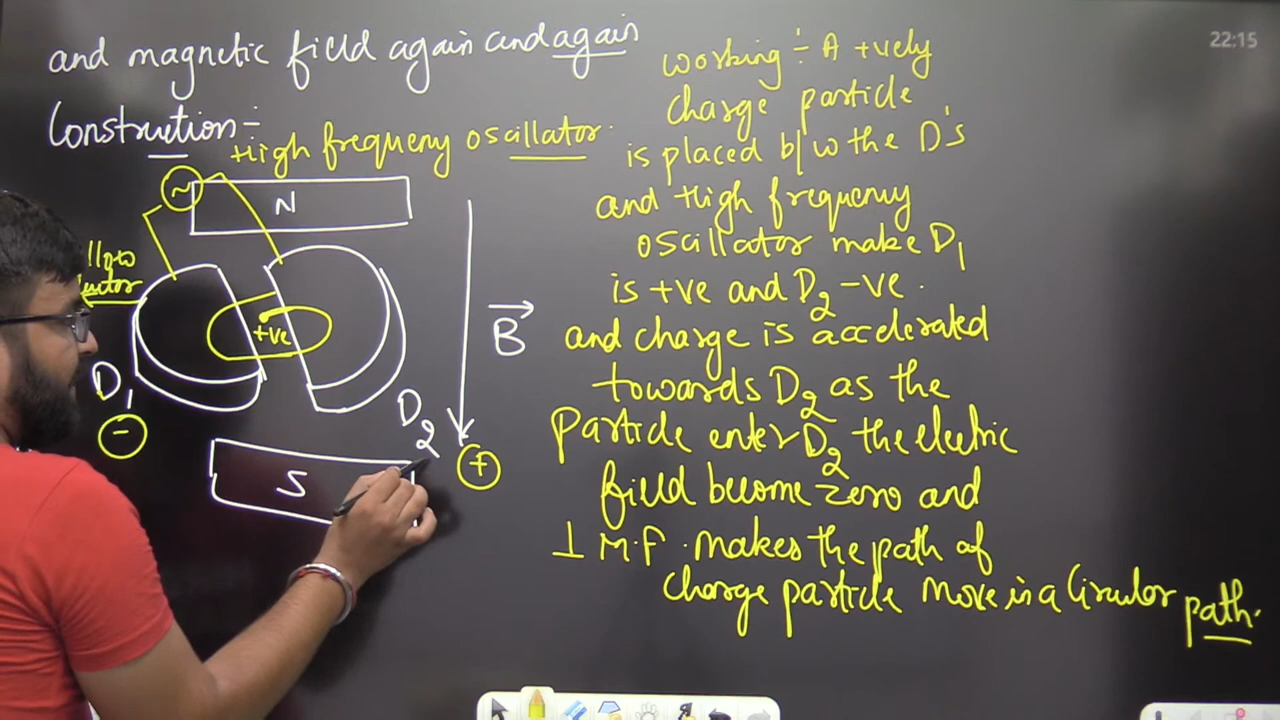 and magnetic field again and again
Construction:-
High frequency oscillator.
N
+ve
D1
-
D2
B
+
S
working :- A +vely
charge particle
is placed b/w the D's
and High frequency
oscillator make D1
is +ve and D2 -ve.
and charge is accelerated
towards D2 as the
particle enter D2 the electric
field become zero and
⊥ M.F. makes the path of
charge particle move in a Circular path.
22:15